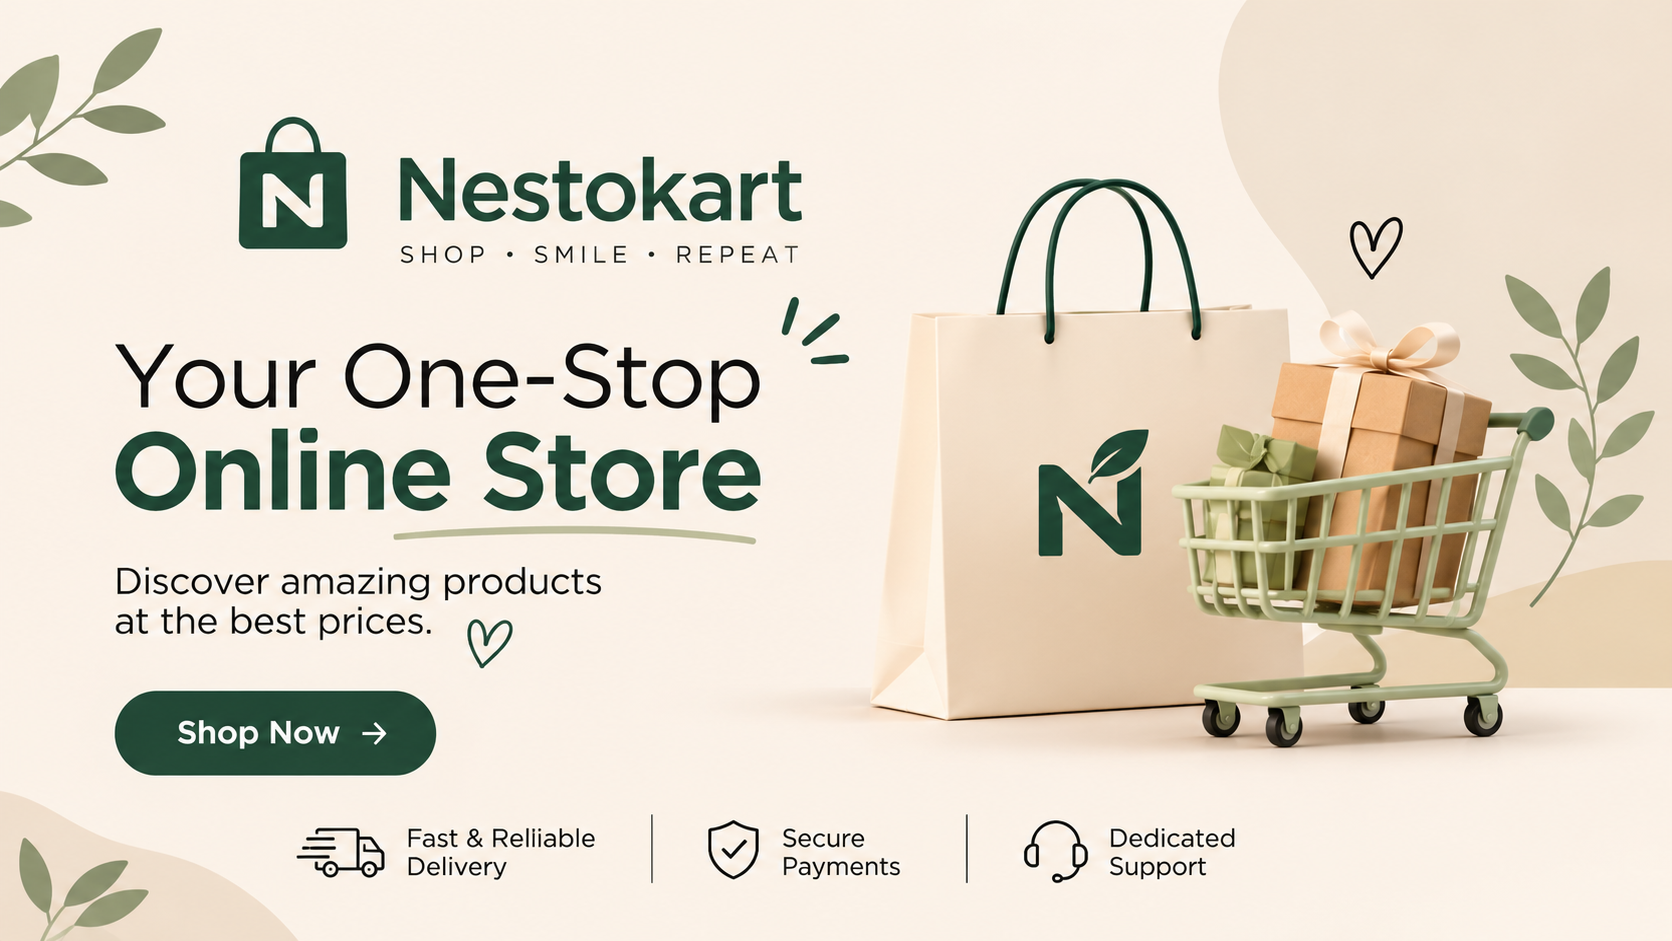 N
Nestokart
SHOP • SMILE • REPEAT
Your One-Stop
Online Store
Discover amazing products
at the best prices.
Shop Now →
N
Fast & Reliable
Delivery
Secure
Payments
Dedicated
Support